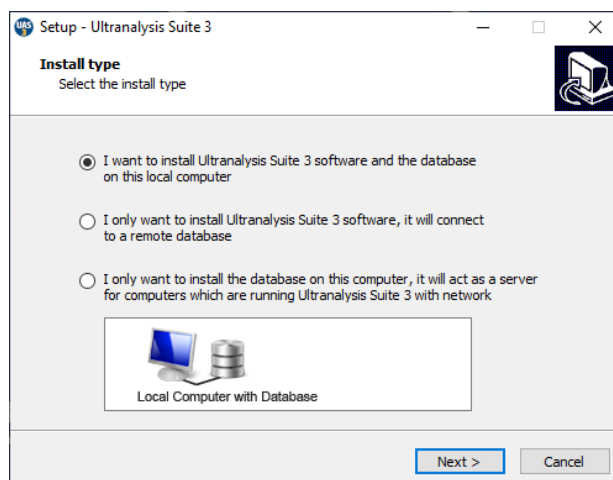 UAS
3
Setup - Ultranalysis Suite 3
Install type
Select the install type
I want to install Ultranalysis Suite 3 software and the database
on this local computer
I only want to install Ultranalysis Suite 3 software, it will connect
to a remote database
I only want to install the database on this computer, it will act as a server
for computers which are running Ultranalysis Suite 3 with network
Local Computer with Database
Next >
Cancel